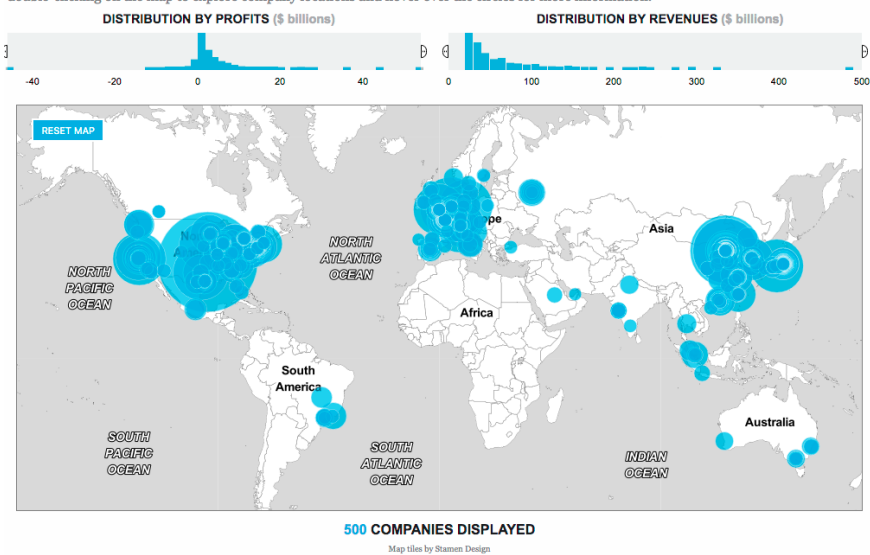 DISTRIBUTION BY PROFITS ($ billions)
DISTRIBUTION BY REVENUES ($ billions)
-40 -20 0 20 40
0 100 200 300 400 500
RESET MAP
NORTH
PACIFIC
OCEAN
NORTH
ATLANTIC
OCEAN
Asia
Africa
South
America
Australia
SOUTH
PACIFIC
OCEAN
SOUTH
ATLANTIC
OCEAN
INDIAN
OCEAN
500 COMPANIES DISPLAYED
Map tiles by Stamen Design